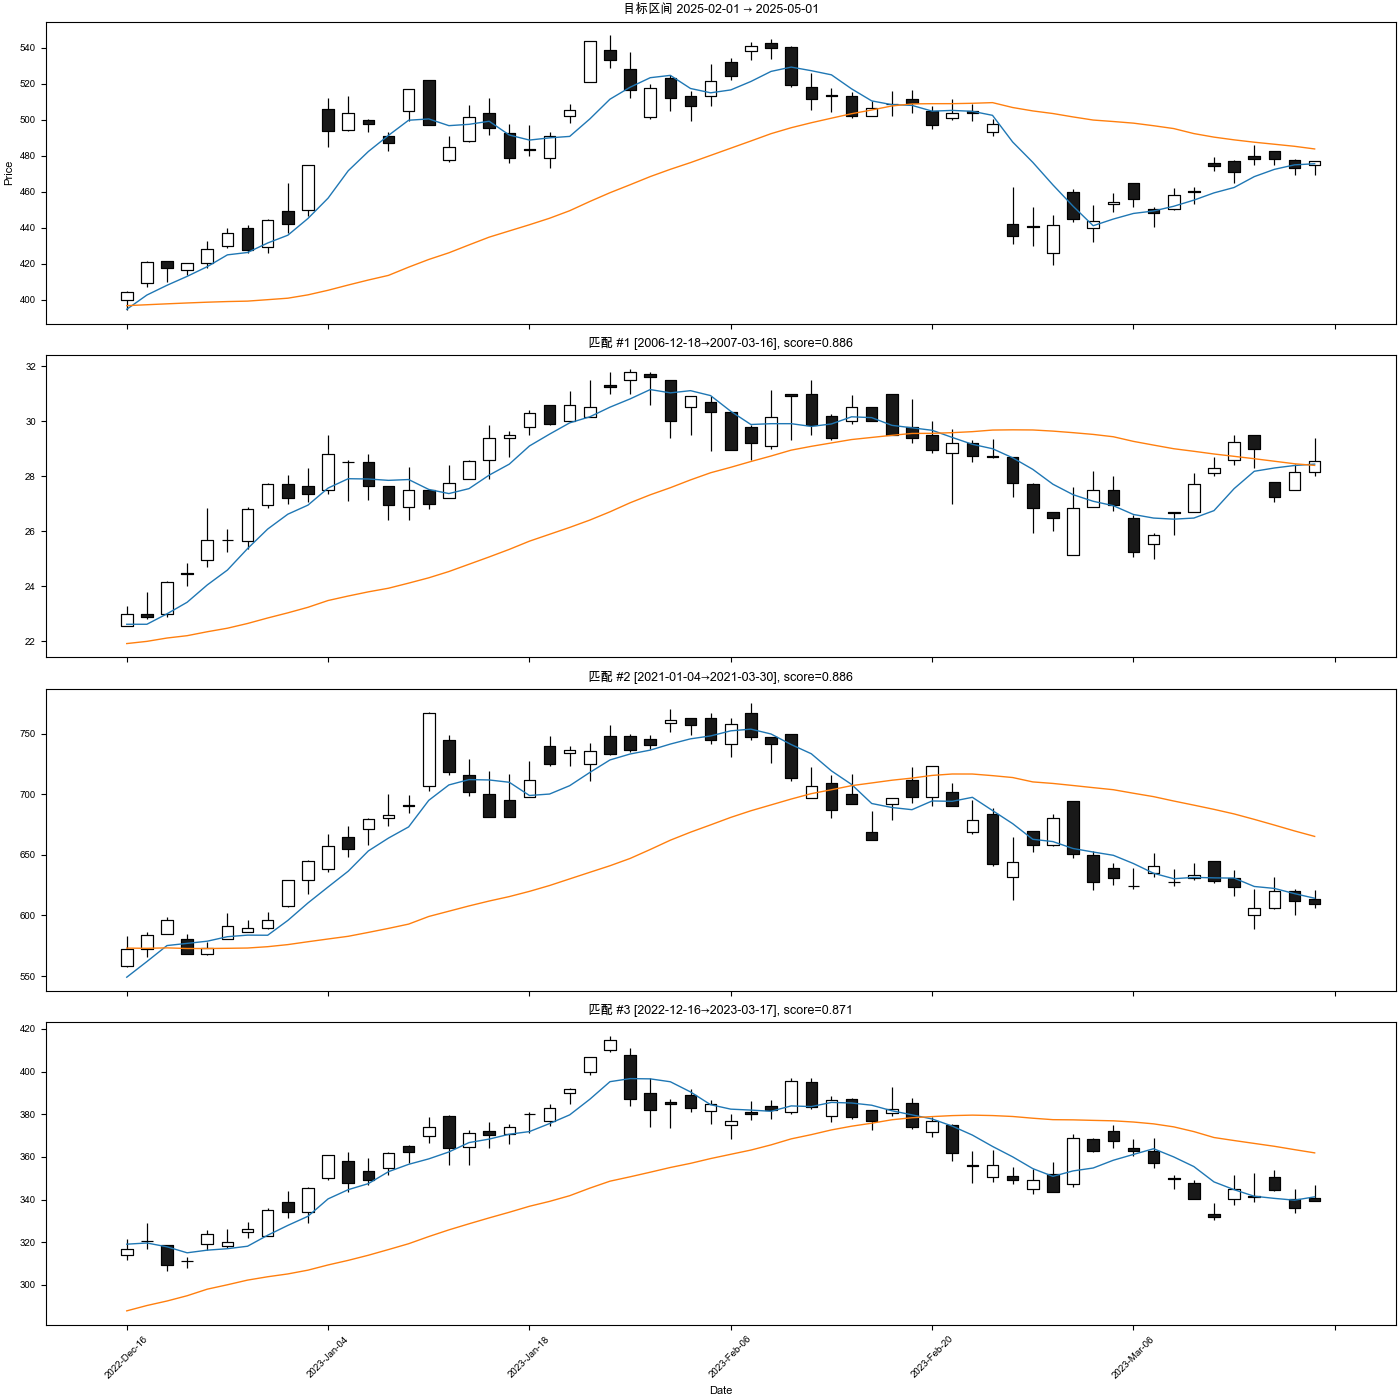 目标区间 2025-02-01 → 2025-05-01
Price
540
520
500
480
460
440
420
400
匹配 #1 [2006-12-18→2007-03-16], score=0.886
32
30
28
26
24
22
匹配 #2 [2021-01-04→2021-03-30], score=0.886
750
700
650
600
550
匹配 #3 [2022-12-16→2023-03-17], score=0.871
420
400
380
360
340
320
300
2022-Dec-16
2023-Jan-04
2023-Jan-18
2023-Feb-06
2023-Feb-20
2023-Mar-06
Date